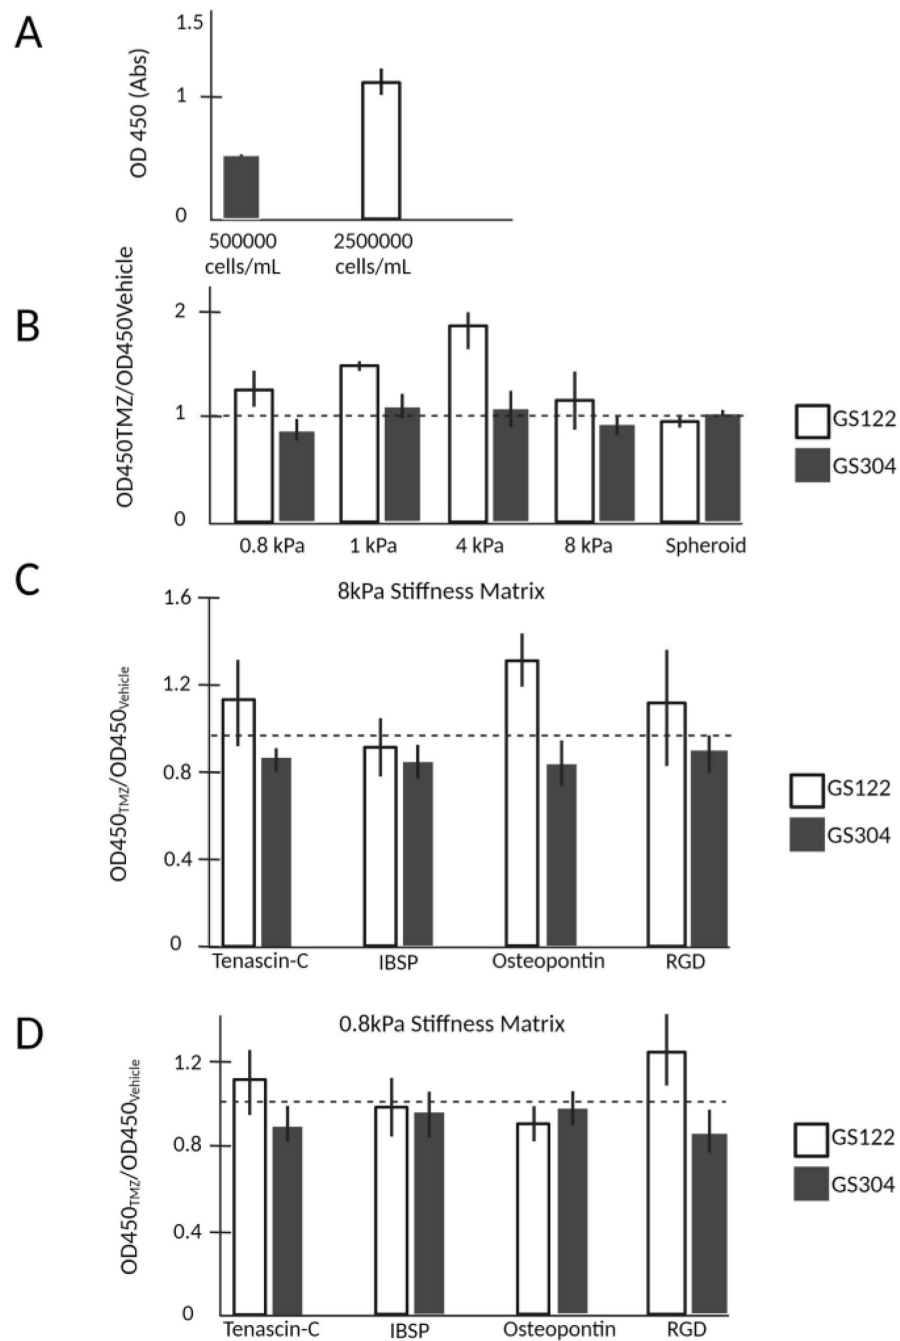 A
OD 450 (Abs)
1.5
1
0
500000
cells/mL
2500000
cells/mL
B
OD450TMZ/OD450Vehicle
2
1
0
0.8 kPa
1 kPa
4 kPa
8 kPa
Spheroid
GS122
GS304
C
8kPa Stiffness Matrix
OD450TMZ/OD450Vehicle
1.6
1.2
0.8
0.4
0
Tenascin-C
IBSP
Osteopontin
RGD
GS122
GS304
D
0.8kPa Stiffness Matrix
OD450TMZ/OD450Vehicle
1.2
0.8
0.4
0
Tenascin-C
IBSP
Osteopontin
RGD
GS122
GS304